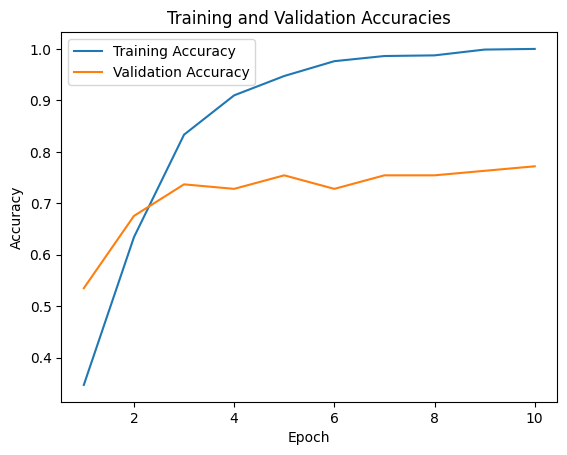 Training and Validation Accuracies
Training Accuracy
Validation Accuracy
1.0
0.9
0.8
0.7
0.6
0.5
0.4
Accuracy
2 4 6 8 10
Epoch